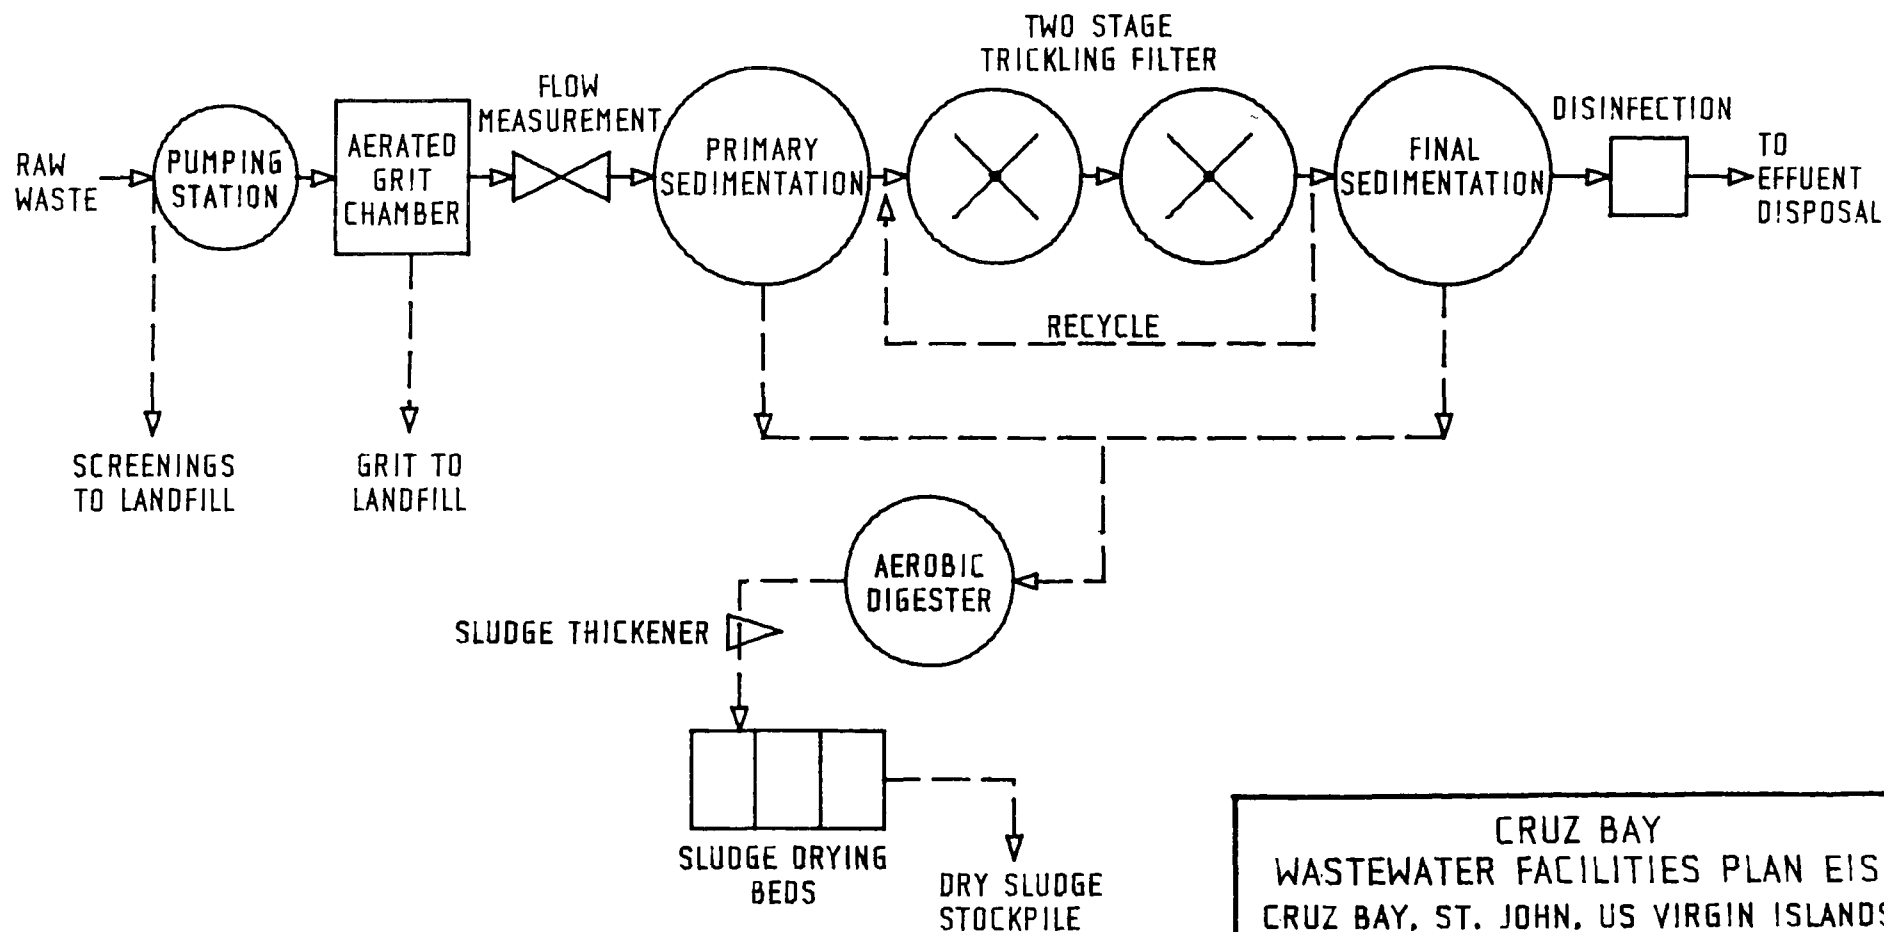 TWO STAGE
TRICKLING FILTER
FLOW
MEASUREMENT
DISINFECTION
RAW
WASTE
PUMPING
STATION
AERATED
GRIT
CHAMBER
PRIMARY
SEDIMENTATION
FINAL
SEDIMENTATION
TO
EFFUENT
DISPOSAL
RECYCLE
SCREENINGS
TO LANDFILL
GRIT TO
LANDFILL
AEROBIC
DIGESTER
SLUDGE THICKENER
SLUDGE DRYING
BEDS
DRY SLUDGE
STOCKPILE
CRUZ BAY
WASTEWATER FACILITIES PLAN EIS
CRUZ BAY, ST. JOHN, US VIRGIN ISLANDS